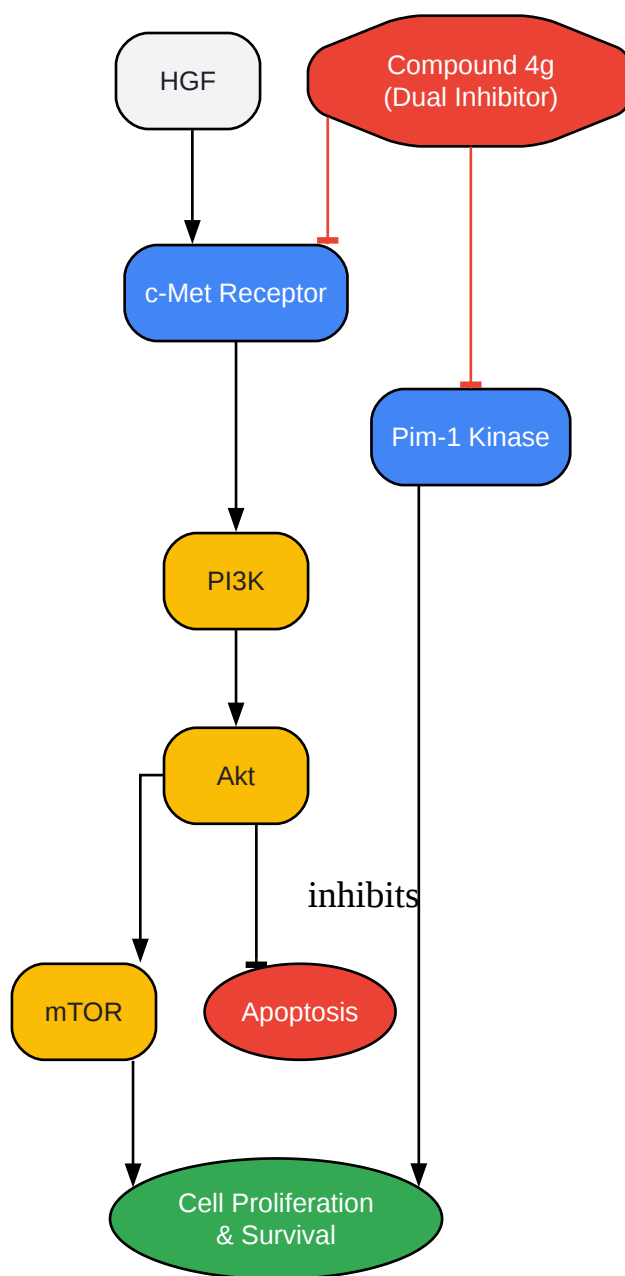 HGF
Compound 4g
(Dual Inhibitor)
c-Met Receptor
Pim-1 Kinase
PI3K
Akt
inhibits
mTOR
Apoptosis
Cell Proliferation
& Survival